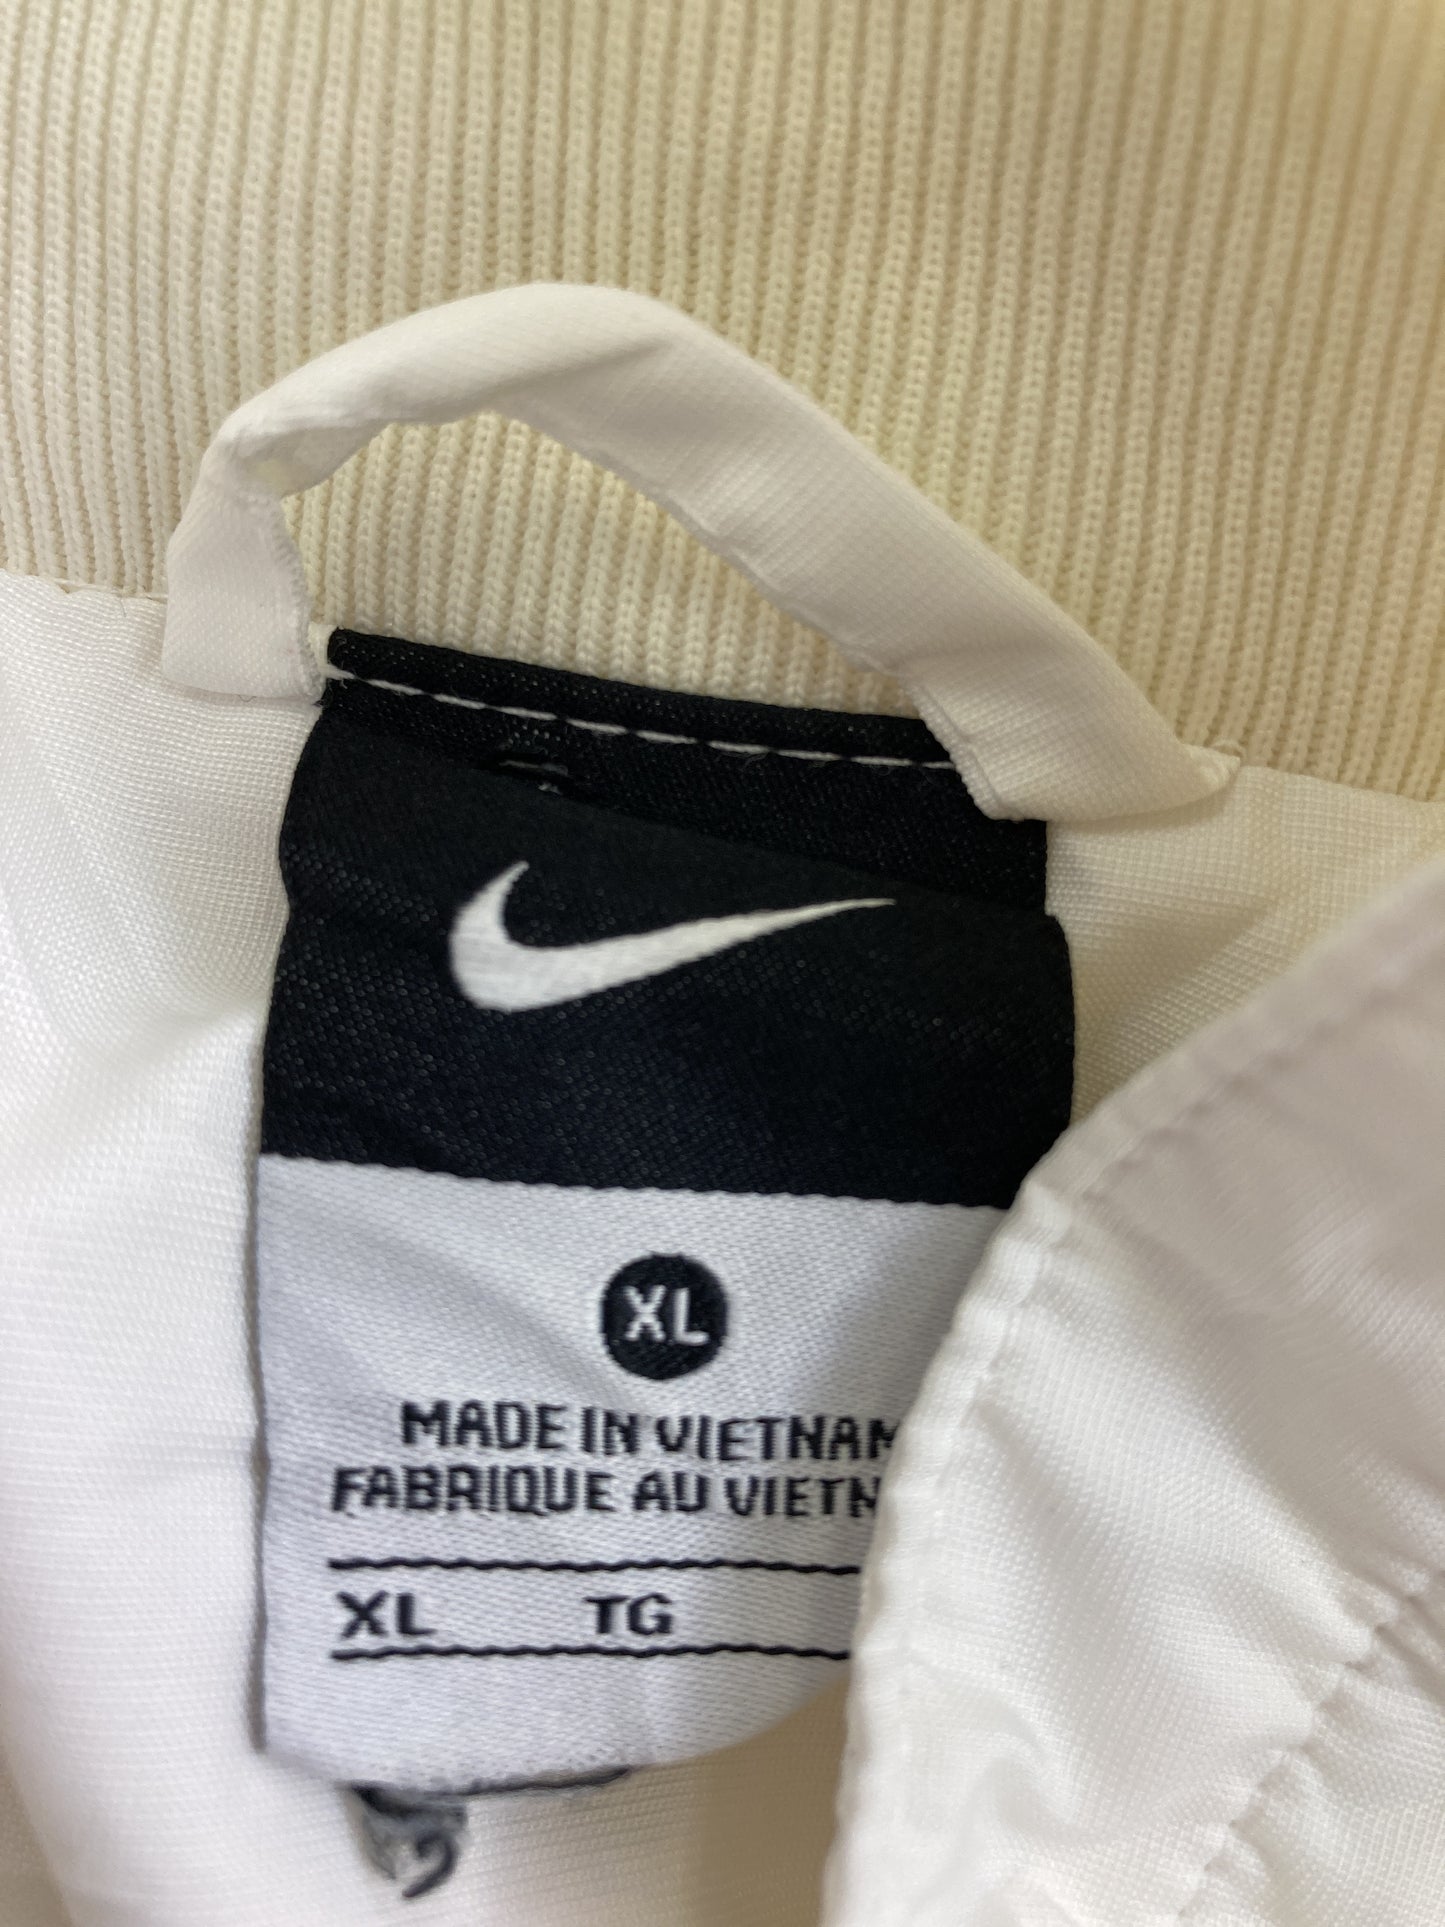 XL
MADE IN VIETNAM
FABRIQUE AU VIETN
XL TG